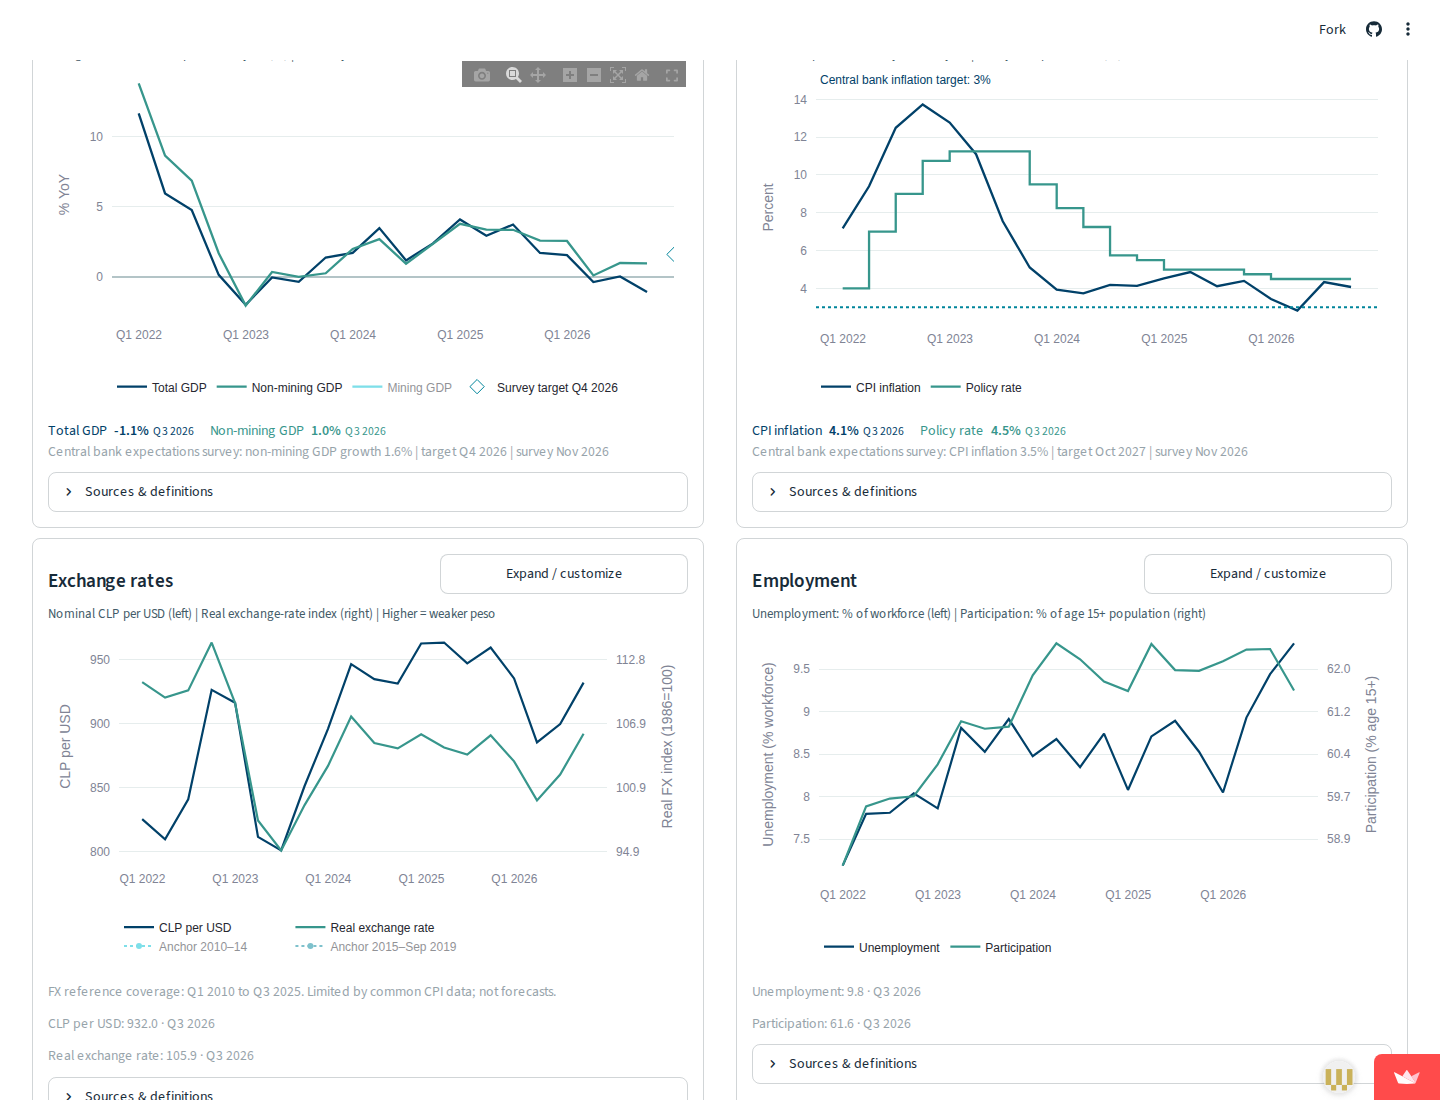 Fork
10
5
0
% YoY
Q1 2022
Q1 2023
Q1 2024
Q1 2025
Q1 2026
Total GDP
Non-mining GDP
Mining GDP
Survey target Q4 2026
Total GDP -1.1% Q3 2026 Non-mining GDP 1.0% Q3 2026
Central bank expectations survey: non-mining GDP growth 1.6% | target Q4 2026 | survey Nov 2026
Sources & definitions
Central bank inflation target: 3%
14
12
10
8
6
4
Percent
Q1 2022
Q1 2023
Q1 2024
Q1 2025
Q1 2026
CPI inflation
Policy rate
CPI inflation 4.1% Q3 2026 Policy rate 4.5% Q3 2026
Central bank expectations survey: CPI inflation 3.5% | target Oct 2027 | survey Nov 2026
Sources & definitions
Exchange rates
Expand / customize
Nominal CLP per USD (left) | Real exchange-rate index (right) | Higher = weaker peso
950
900
850
800
CLP per USD
112.8
106.9
100.9
94.9
Real FX index (1986=100)
Q1 2022
Q1 2023
Q1 2024
Q1 2025
Q1 2026
CLP per USD
Real exchange rate
Anchor 2010–14
Anchor 2015–Sep 2019
FX reference coverage: Q1 2010 to Q3 2025. Limited by common CPI data; not forecasts.
CLP per USD: 932.0 · Q3 2026
Real exchange rate: 105.9 · Q3 2026
Sources & definitions
Employment
Expand / customize
Unemployment: % of workforce (left) | Participation: % of age 15+ population (right)
9.5
9
8.5
8
7.5
Unemployment (% workforce)
62.0
61.2
60.4
59.7
58.9
Participation (% age 15+)
Q1 2022
Q1 2023
Q1 2024
Q1 2025
Q1 2026
Unemployment
Participation
Unemployment: 9.8 · Q3 2026
Participation: 61.6 · Q3 2026
Sources & definitions